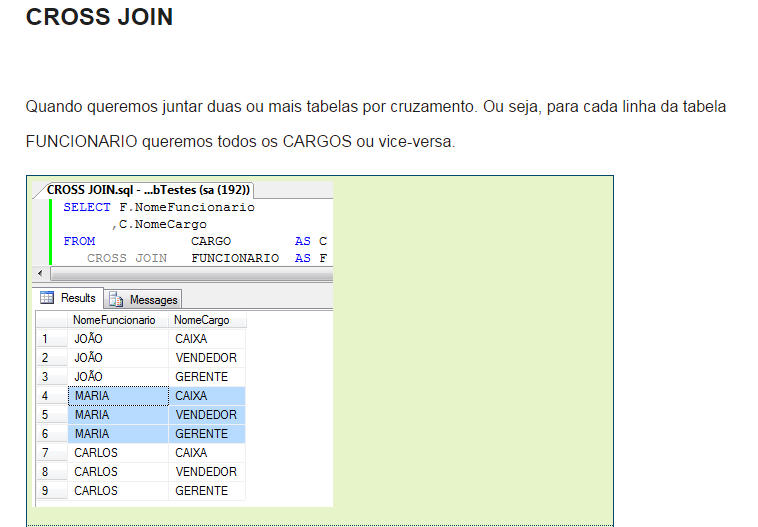 CROSS JOIN
Quando queremos juntar duas ou mais tabelas por cruzamento. Ou seja, para cada linha da tabela
FUNCIONARIO queremos todos os CARGOS ou vice-versa.
CROSS JOIN.sql - ...bTestes (sa (192))
SELECT F.NomeFuncionario
,C.NomeCargo
FROM CARGO AS C
CROSS JOIN FUNCIONARIO AS F
Results Messages
NomeFuncionario NomeCargo
1 JOÃO CAIXA
2 JOÃO VENDEDOR
3 JOÃO GERENTE
4 MARIA CAIXA
5 MARIA VENDEDOR
6 MARIA GERENTE
7 CARLOS CAIXA
8 CARLOS VENDEDOR
9 CARLOS GERENTE